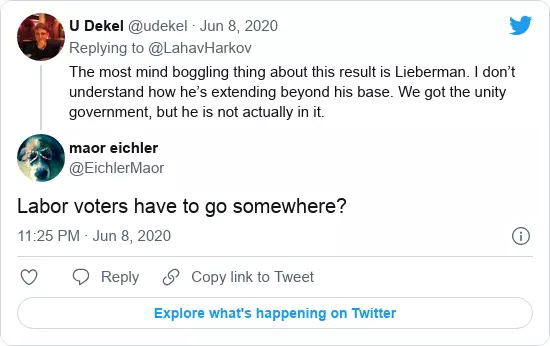 U Dekel @udekel · Jun 8, 2020
Replying to @LahavHarkov
The most mind boggling thing about this result is Lieberman. I don’t
understand how he’s extending beyond his base. We got the unity
government, but he is not actually in it.
maor eichler
@EichlerMaor
Labor voters have to go somewhere?
11:25 PM · Jun 8, 2020
Reply
Copy link to Tweet
Explore what's happening on Twitter